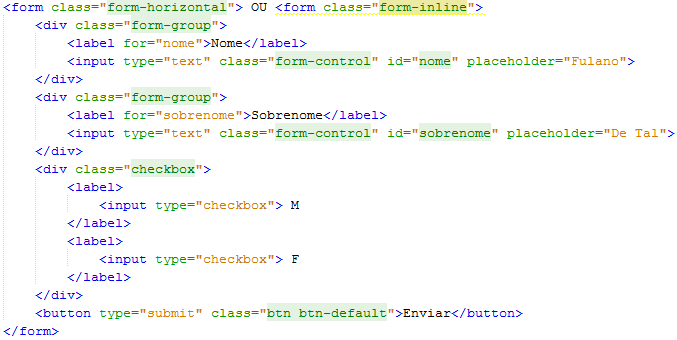 <form class="form-horizontal"> OU <form class="form-inline">
<div class="form-group">
<label for="nome">Nome</label>
<input type="text" class="form-control" id="nome" placeholder="Fulano">
</div>
<div class="form-group">
<label for="sobrenome">Sobrenome</label>
<input type="text" class="form-control" id="sobrenome" placeholder="De Tal">
</div>
<div class="checkbox">
<label>
<input type="checkbox"> M
</label>
<label>
<input type="checkbox"> F
</label>
</div>
<button type="submit" class="btn btn-default">Enviar</button>
</form>